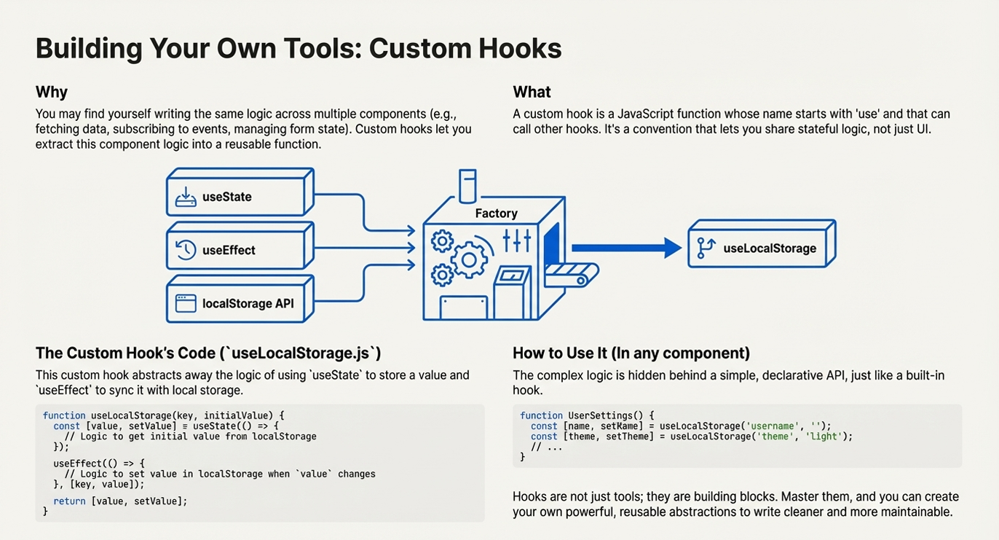 Building Your Own Tools: Custom Hooks
Why
You may find yourself writing the same logic across multiple components (e.g.,
fetching data, subscribing to events, managing form state). Custom hooks let you
extract this component logic into a reusable function.
What
A custom hook is a JavaScript function whose name starts with 'use' and that can
call other hooks. It's a convention that lets you share stateful logic, not just UI.
useState
useEffect
localStorage API
Factory
useLocalStorage
The Custom Hook's Code (`useLocalStorage.js`)
This custom hook abstracts away the logic of using `useState` to store a value and
`useEffect' to sync it with local storage.
function useLocalStorage(key, initialValue) {
  const [value, setValue] ≡ useState(() => {
    // Logic to get initial value from localStorage
  });
  useEffect(() => {
    // Logic to set value in localStorage when `value` changes
  }, [key, value]);
  return [value, setValue];
}
How to Use It (In any component)
The complex logic is hidden behind a simple, declarative API, just like a built-in
hook.
function UserSettings() {
  const [name, setKame] = useLocalStorage('username', '');
  const [theme, setTheme] = useLocalStorage('theme', 'light');
  // ...
}
Hooks are not just tools; they are building blocks. Master them, and you can create
your own powerful, reusable abstractions to write cleaner and more maintainable.